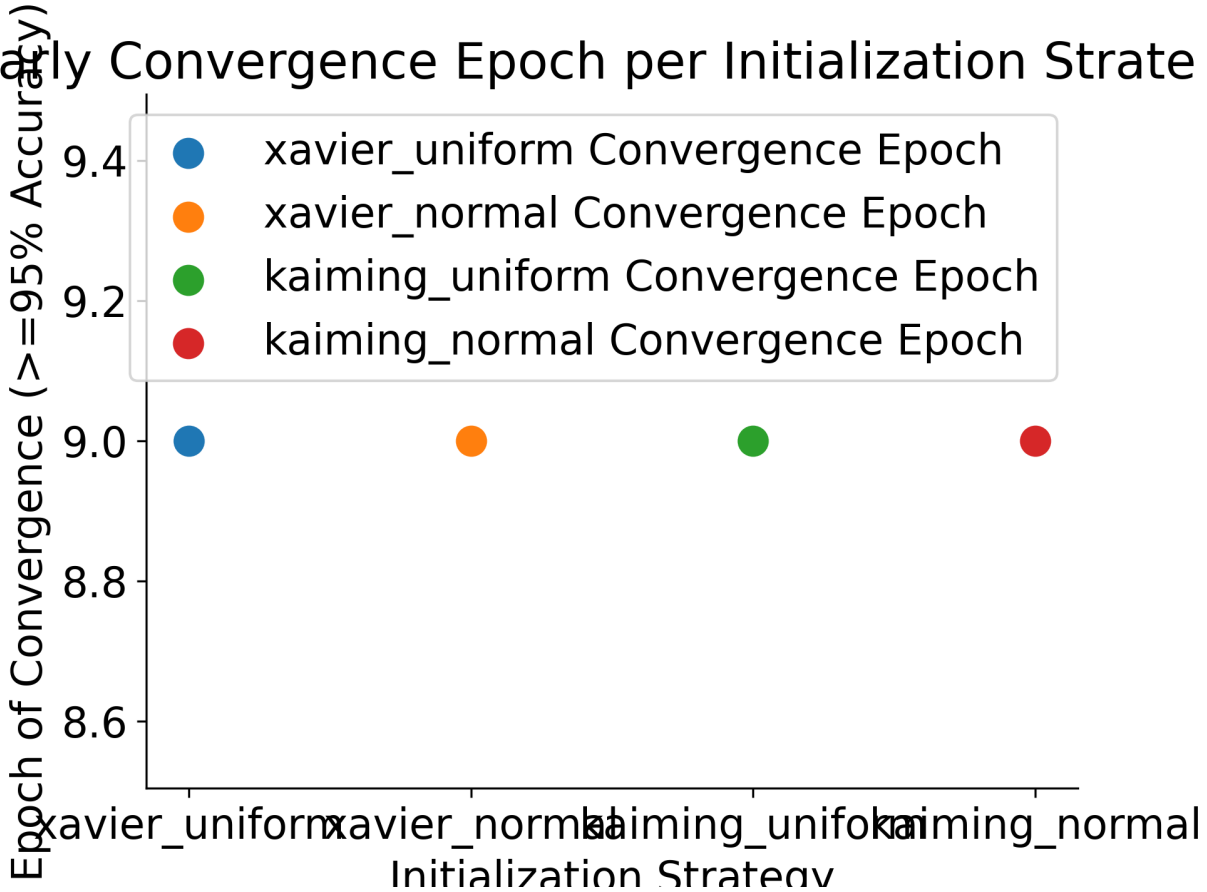 arly Convergence Epoch per Initialization Strate
Epoch of Convergence (>=95% Accuracy)
xavier_uniform Convergence Epoch
xavier_normal Convergence Epoch
kaiming_uniform Convergence Epoch
kaiming_normal Convergence Epoch
9.4
9.2
9.0
8.8
8.6
xavier_uniform xavier_normal kaiming_uniform kaiming_normal
Initialization Strategy